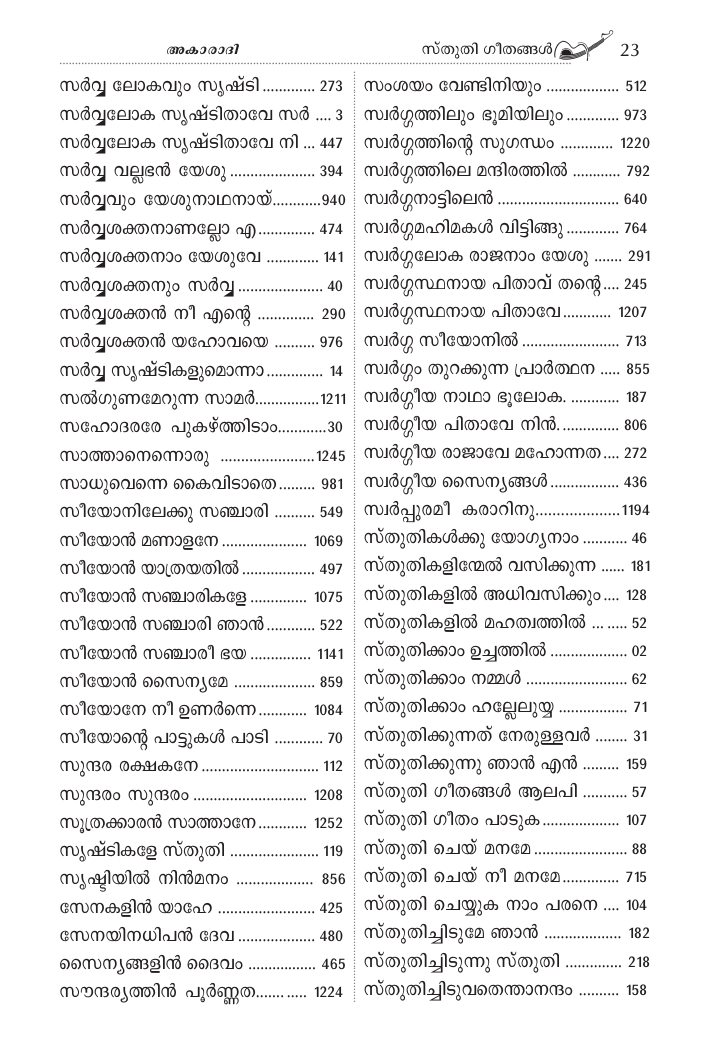 അകാരാദി
സ്തുതി ഗീതങ്ങൾ 23
സർവ്വ ലോകവും സൃഷ്ടി ............. 273
സർവ്വലോക സൃഷ്ടിതാവേ സർ .... 3
സർവ്വലോക സൃഷ്ടിതാവേ നി ... 447
സർവ്വ വല്ലഭൻ യേശു ..................... 394
സർവ്വവും യേശുനാഥനായ്............940
സർവ്വശക്തനാണല്ലോ എ.............. 474
സർവ്വശക്തനാം യേശുവേ ............. 141
സർവ്വശക്തനും സർവ്വ ..................... 40
സർവ്വശക്തൻ നീ എന്റെ .............. 290
സർവ്വശക്തൻ യഹോവയെ .......... 976
സർവ്വ സൃഷ്ടികളുമൊന്നാ.............. 14
സൽഗുണമേറുന്ന സാമർ................1211
സഹോദരരേ പുകഴ്ത്തിടാം............30
സാത്താനെന്നൊരു .......................1245
സാധുവെന്നെ കൈവിടാതെ......... 981
സീയോനിലേക്കു സഞ്ചാരി .......... 549
സീയോൻ മണാളനേ ..................... 1069
സീയോൻ യാത്രയതിൽ .................. 497
സീയോൻ സഞ്ചാരികളേ .............. 1075
സീയോൻ സഞ്ചാരി ഞാൻ............ 522
സീയോൻ സഞ്ചാരീ ഭയ ............... 1141
സീയോൻ സൈന്യമേ .................... 859
സീയോനേ നീ ഉണർന്നെ............ 1084
സീയോന്റെ പാട്ടുകൾ പാടി ............ 70
സുന്ദര രക്ഷകനേ ............................. 112
സുന്ദരം സുന്ദരം ............................ 1208
സൂത്രക്കാരൻ സാത്താനേ............ 1252
സൃഷ്ടികളേ സ്തുതി ...................... 119
സൃഷ്ടിയിൽ നിൻമനം ................... 856
സേനകളിൻ യാഹേ ........................ 425
സേനയിനധിപൻ ദേവ ................... 480
സൈന്യങ്ങളിൻ ദൈവം ................. 465
സൗന്ദര്യത്തിൻ പൂർണ്ണത....... ..... 1224
സംശയം വേണ്ടിനിയും .................. 512
സ്വർഗ്ഗത്തിലും ഭൂമിയിലും............. 973
സ്വർഗ്ഗത്തിന്റെ സുഗന്ധം ............. 1220
സ്വർഗ്ഗത്തിലെ മന്ദിരത്തിൽ ............ 792
സ്വർഗ്ഗനാട്ടിലെൻ .............................. 640
സ്വർഗ്ഗമഹിമകൾ വിട്ടിങ്ങു ............. 764
സ്വർഗ്ഗലോക രാജനാം യേശു ....... 291
സ്വർഗ്ഗസ്ഥനായ പിതാവ് തന്റെ.... 245
സ്വർഗ്ഗസ്ഥനായ പിതാവേ............ 1207
സ്വർഗ്ഗ സീയോനിൽ ........................ 713
സ്വർഗ്ഗം തുറക്കുന്ന പ്രാർത്ഥന ..... 855
സ്വർഗ്ഗീയ നാഥാ ഭൂലോക. ............ 187
സ്വർഗ്ഗീയ പിതാവേ നിൻ.............. 806
സ്വർഗ്ഗീയ രാജാവേ മഹോന്നത.... 272
സ്വർഗ്ഗീയ സൈന്യങ്ങൾ................. 436
സ്വർപ്പുരമീ കരാറിനു.....................1194
സ്തുതികൾക്കു യോഗ്യനാം ........... 46
സ്തുതികളിന്മേൽ വസിക്കുന്ന ...... 181
സ്തുതികളിൽ അധിവസിക്കും.... 128
സ്തുതികളിൽ മഹത്വത്തിൽ ... ..... 52
സ്തുതിക്കാം ഉച്ചത്തിൽ ................... 02
സ്തുതിക്കാം നമ്മൾ ......................... 62
സ്തുതിക്കാം ഹല്ലേലുയ്യ ................. 71
സ്തുതിക്കുന്നത് നേരുള്ളവർ ........ 31
സ്തുതിക്കുന്നു ഞാൻ എൻ ......... 159
സ്തുതി ഗീതങ്ങൾ ആലപി ........... 57
സ്തുതി ഗീതം പാടുക................... 107
സ്തുതി ചെയ് മനമേ ....................... 88
സ്തുതി ചെയ് നീ മനമേ.............. 715
സ്തുതി ചെയ്യുക നാം പരനെ .... 104
സ്തുതിച്ചിടുമേ ഞാൻ ................... 182
സ്തുതിച്ചിടുന്നു സ്തുതി .............. 218
സ്തുതിച്ചിടുവതെന്താനന്ദം .......... 158